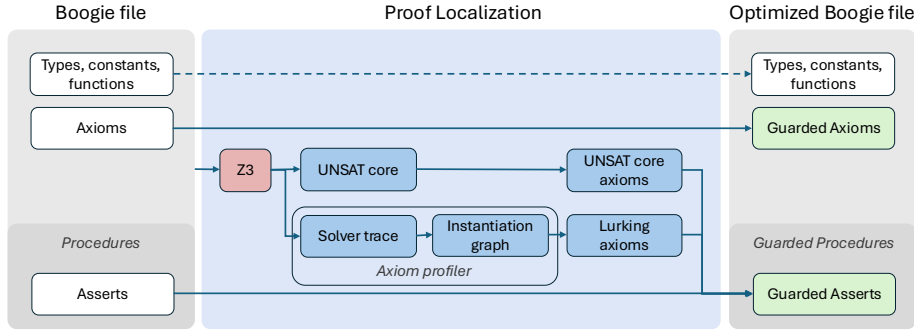 Boogie file
Proof Localization
Optimized Boogie file
Types, constants,
functions
Types, constants,
functions
Axioms
Guarded Axioms
Z3
UNSAT core
UNSAT core
axioms
Solver trace
Instantiation
graph
Lurking
axioms
Axiom profiler
Procedures
Guarded Procedures
Asserts
Guarded Asserts